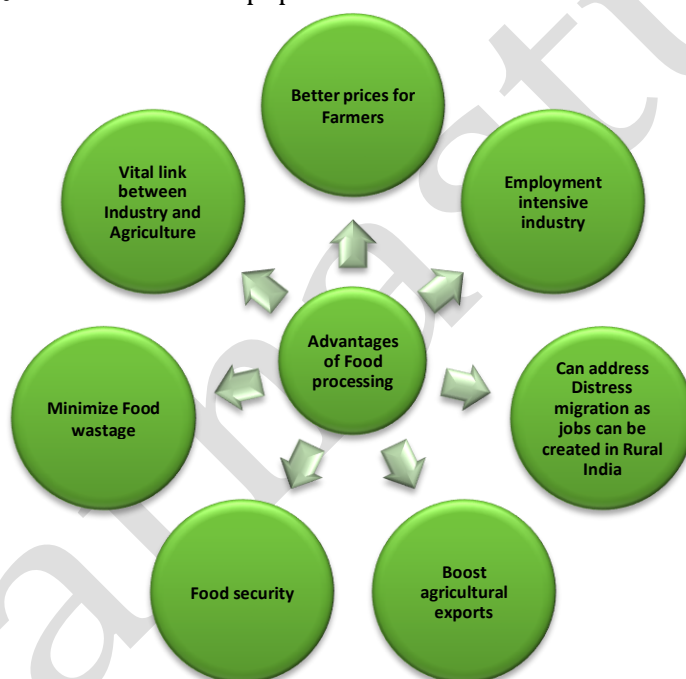 Better prices for
Farmers
Employment
intensive
industry
Can address
Distress
migration as
jobs can be
created in Rural
India
Boost
agricultural
exports
Food security
Minimize Food
wastage
Vital link
between
Industry and
Agriculture
Advantages
of Food
processing